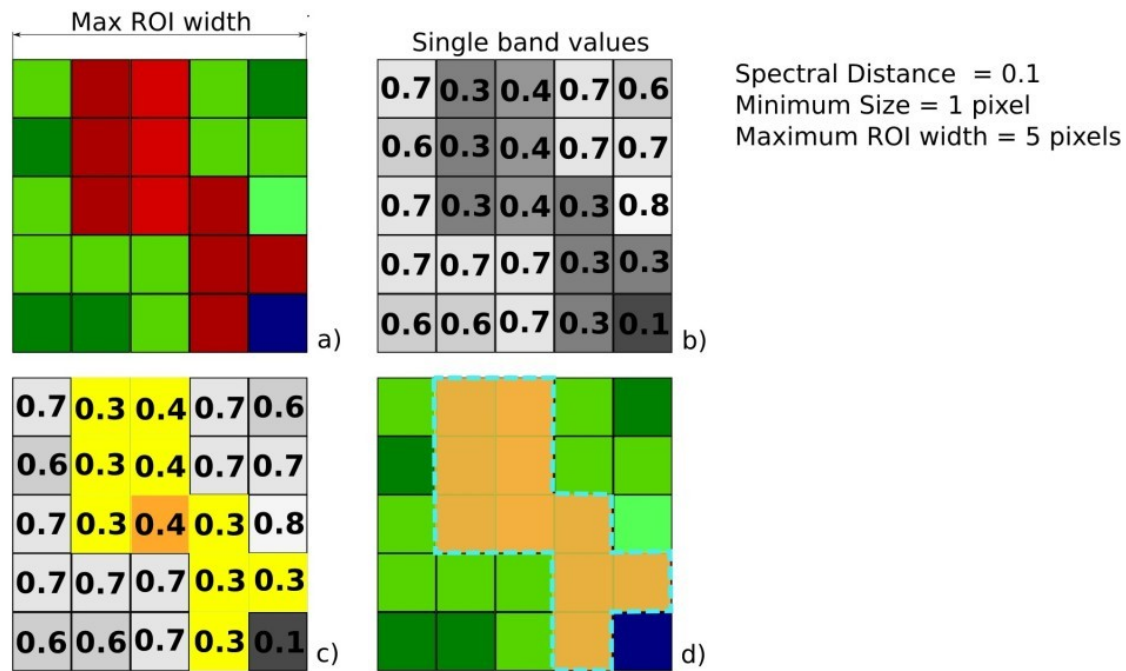 Max ROI width
Single band values
Spectral Distance = 0.1
Minimum Size = 1 pixel
Maximum ROI width = 5 pixels
a)
0.7 0.3 0.4 0.7 0.6
0.6 0.3 0.4 0.7 0.7
0.7 0.3 0.4 0.3 0.8
0.7 0.7 0.7 0.3 0.3
0.6 0.6 0.7 0.3 0.1 b)
0.7 0.3 0.4 0.7 0.6
0.6 0.3 0.4 0.7 0.7
0.7 0.3 0.4 0.3 0.8
0.7 0.7 0.7 0.3 0.3
0.6 0.6 0.7 0.3 0.1 c)
d)